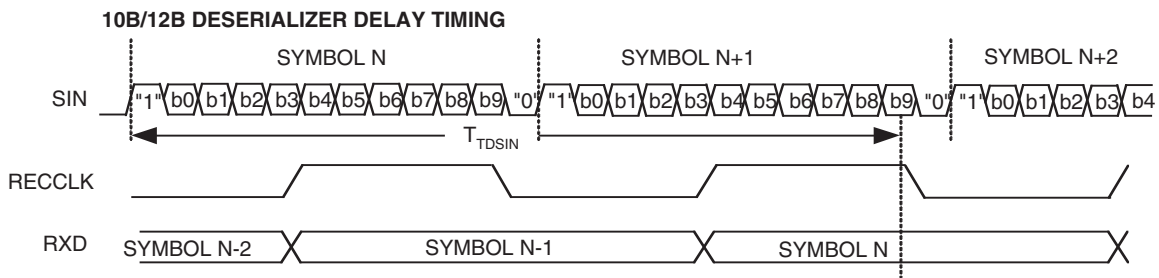 10B/12B DESERIALIZER DELAY TIMING
SYMBOL N SYMBOL N+1 SYMBOL N+2
SIN "1" b0 b1 b2 b3 b4 b5 b6 b7 b8 b9 "0" "1" b0 b1 b2 b3 b4 b5 b6 b7 b8 b9 "0" "1" b0 b1 b2 b3 b4
TTDSIN
RECCLK
RXD SYMBOL N-2 SYMBOL N-1 SYMBOL N